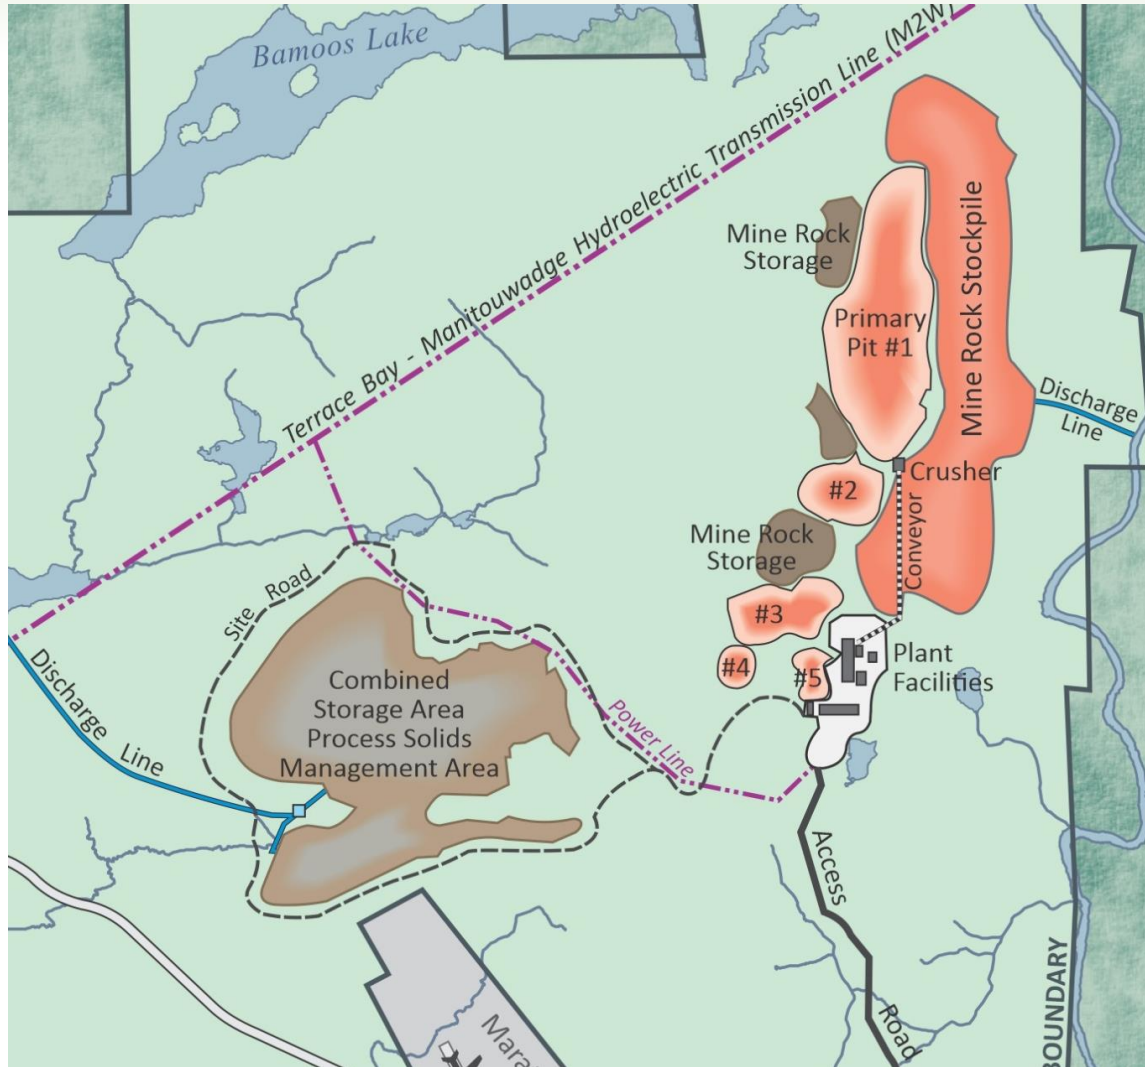 Bamoos Lake
Terrace Bay - Manitouwadge Hydroelectric Transmission Line (M2W)
Mine Rock
Storage
Primary
Pit #1
Mine Rock Stockpile
Discharge
Line
Crusher
#2
Conveyor
Mine Rock
Storage
#3
#4
#5
Plant
Facilities
Site Road
Combined
Storage Area
Process Solids
Management Area
Power Line
Discharge Line
Access
Road
BOUNDARY